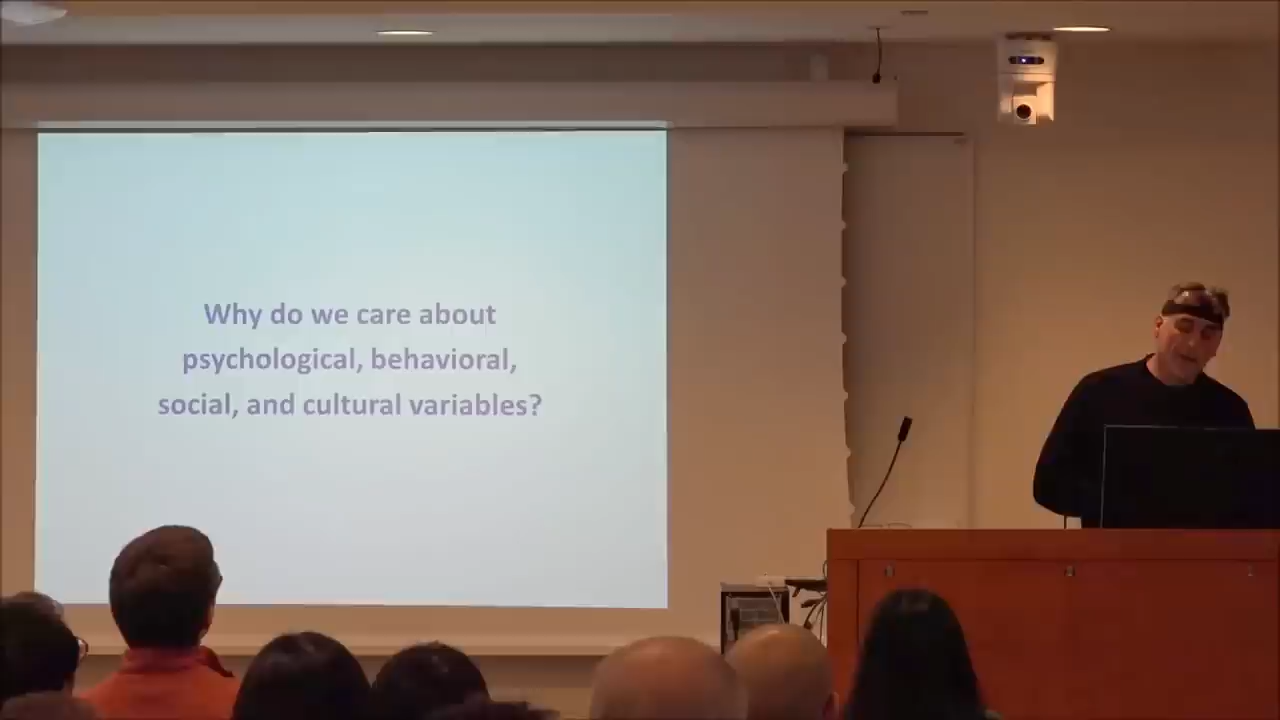 Why do we care about
psychological, behavioral,
social, and cultural variables?